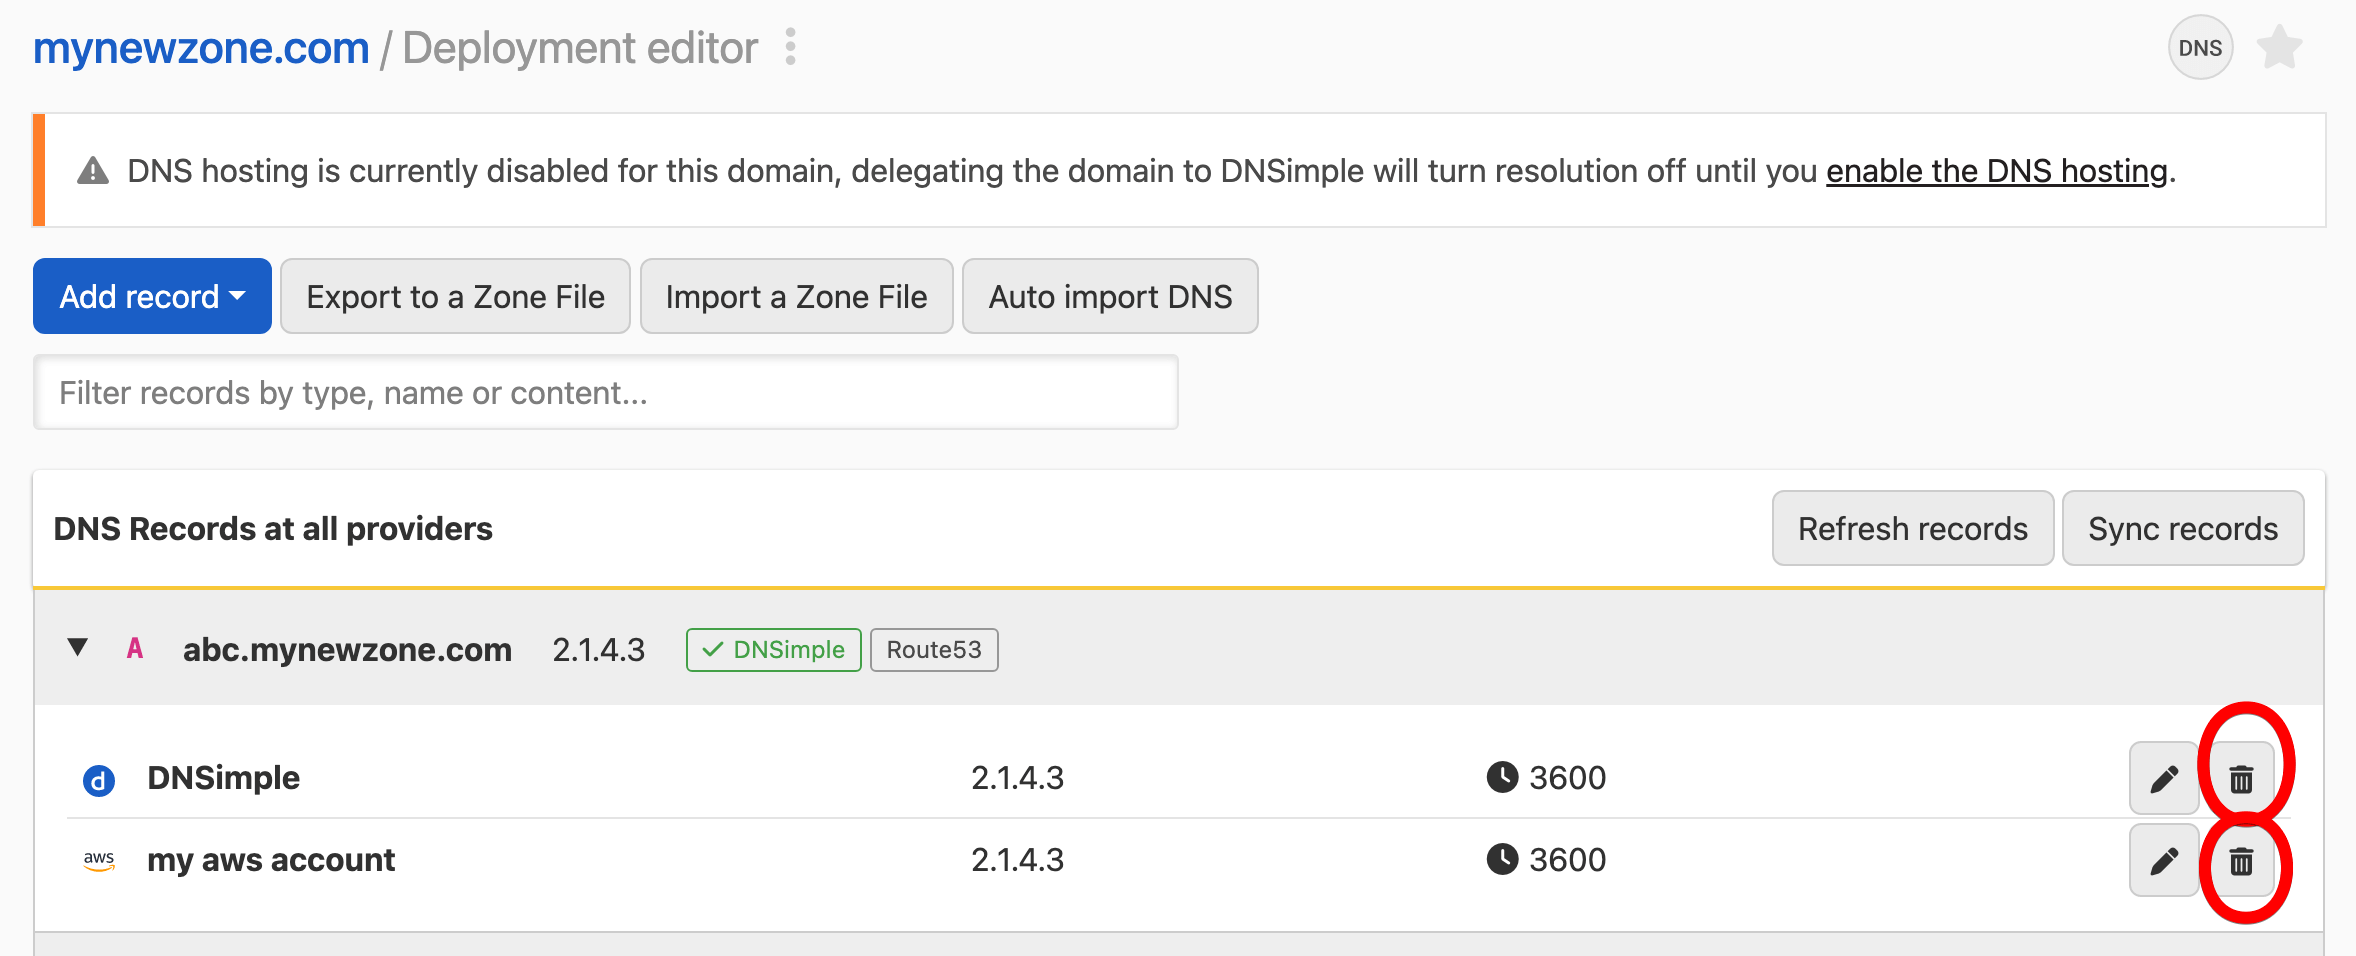 mynewzone.com / Deployment editor
DNS
DNS hosting is currently disabled for this domain, delegating the domain to DNSimple will turn resolution off until you enable the DNS hosting.
Add record
Export to a Zone File
Import a Zone File
Auto import DNS
Filter records by type, name or content...
DNS Records at all providers
Refresh records
Sync records
A abc.mynewzone.com 2.1.4.3 DNSimple Route53
d DNSimple 2.1.4.3 3600
aws my aws account 2.1.4.3 3600